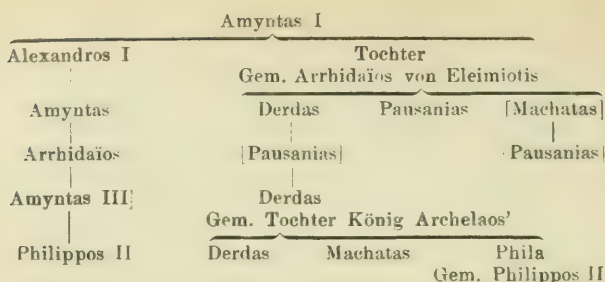 Amyntas I
Alexandros I Tochter
Gem. Arrhidaïos von Eleimiotis
Amyntas Derdas Pausanias [Machatas]
Arrhidaïos [Pausanias] Pausanias]
Amyntas III] Derdas
Gem. Tochter König Archelaos'
Philippos II Derdas Machatas Phila
Gem. Philippos II